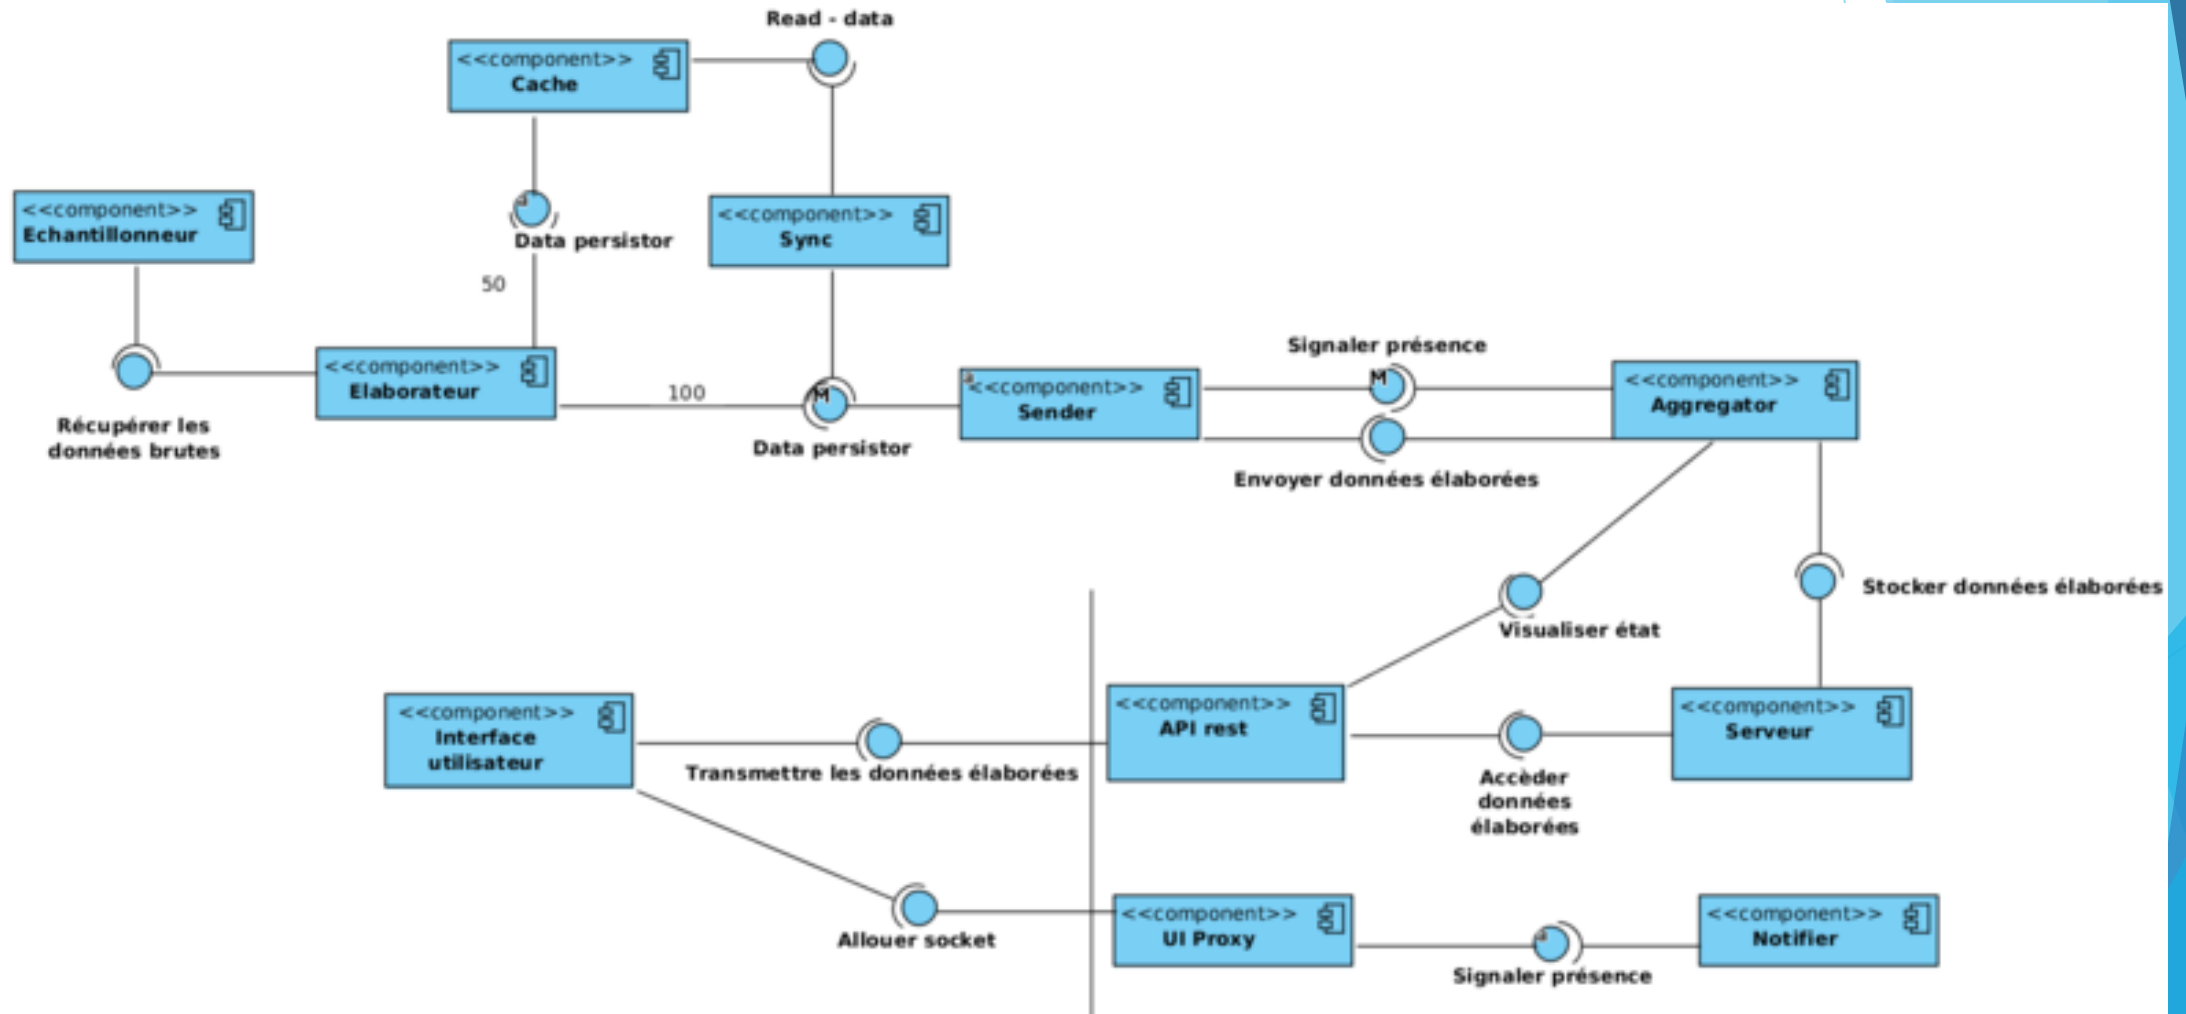 Read - data
<<component>>
Cache
<<component>>
Echantillonneur
Data persistor
<<component>>
Sync
50
<<component>>
Elaborateur
100
Récupérer les
données brutes
M
Data persistor
a
<<component>>
Sender
Signaler présence
M
Envoyer données élaborées
<<component>>
Aggregator
Stocker données élaborées
Visualiser état
<<component>>
Interface
utilisateur
Transmettre les données élaborées
<<component>>
API rest
Accèder
données
élaborées
<<component>>
Serveur
Allouer socket
<<component>>
UI Proxy
a
Signaler présence
<<component>>
Notifier